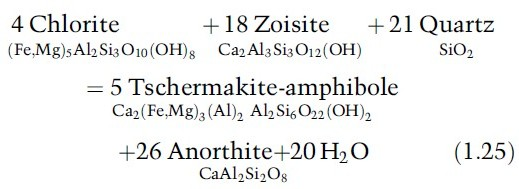 4 Chlorite + 18 Zoisite + 21 Quartz
(Fe,Mg)₅Al₂Si₃O₁₀(OH)₈ Ca₂Al₃Si₃O₁₂(OH) SiO₂
= 5 Tschermakite-amphibole
Ca₂(Fe,Mg)₃(Al)₂ Al₂Si₆O₂₂(OH)₂
+26 Anorthite+20 H₂O (1.25)
CaAl₂Si₂O₈